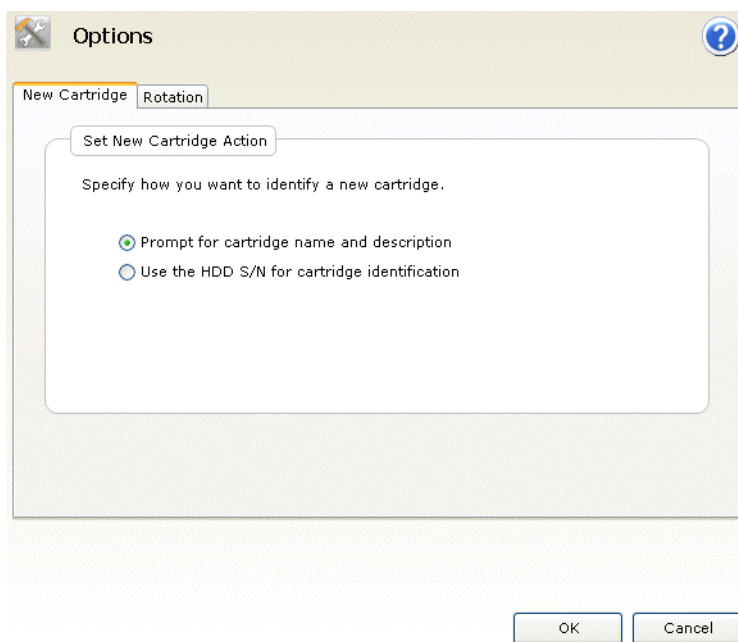 Options
New Cartridge Rotation
Set New Cartridge Action
Specify how you want to identify a new cartridge.
Prompt for cartridge name and description
Use the HDD S/N for cartridge identification
OK Cancel